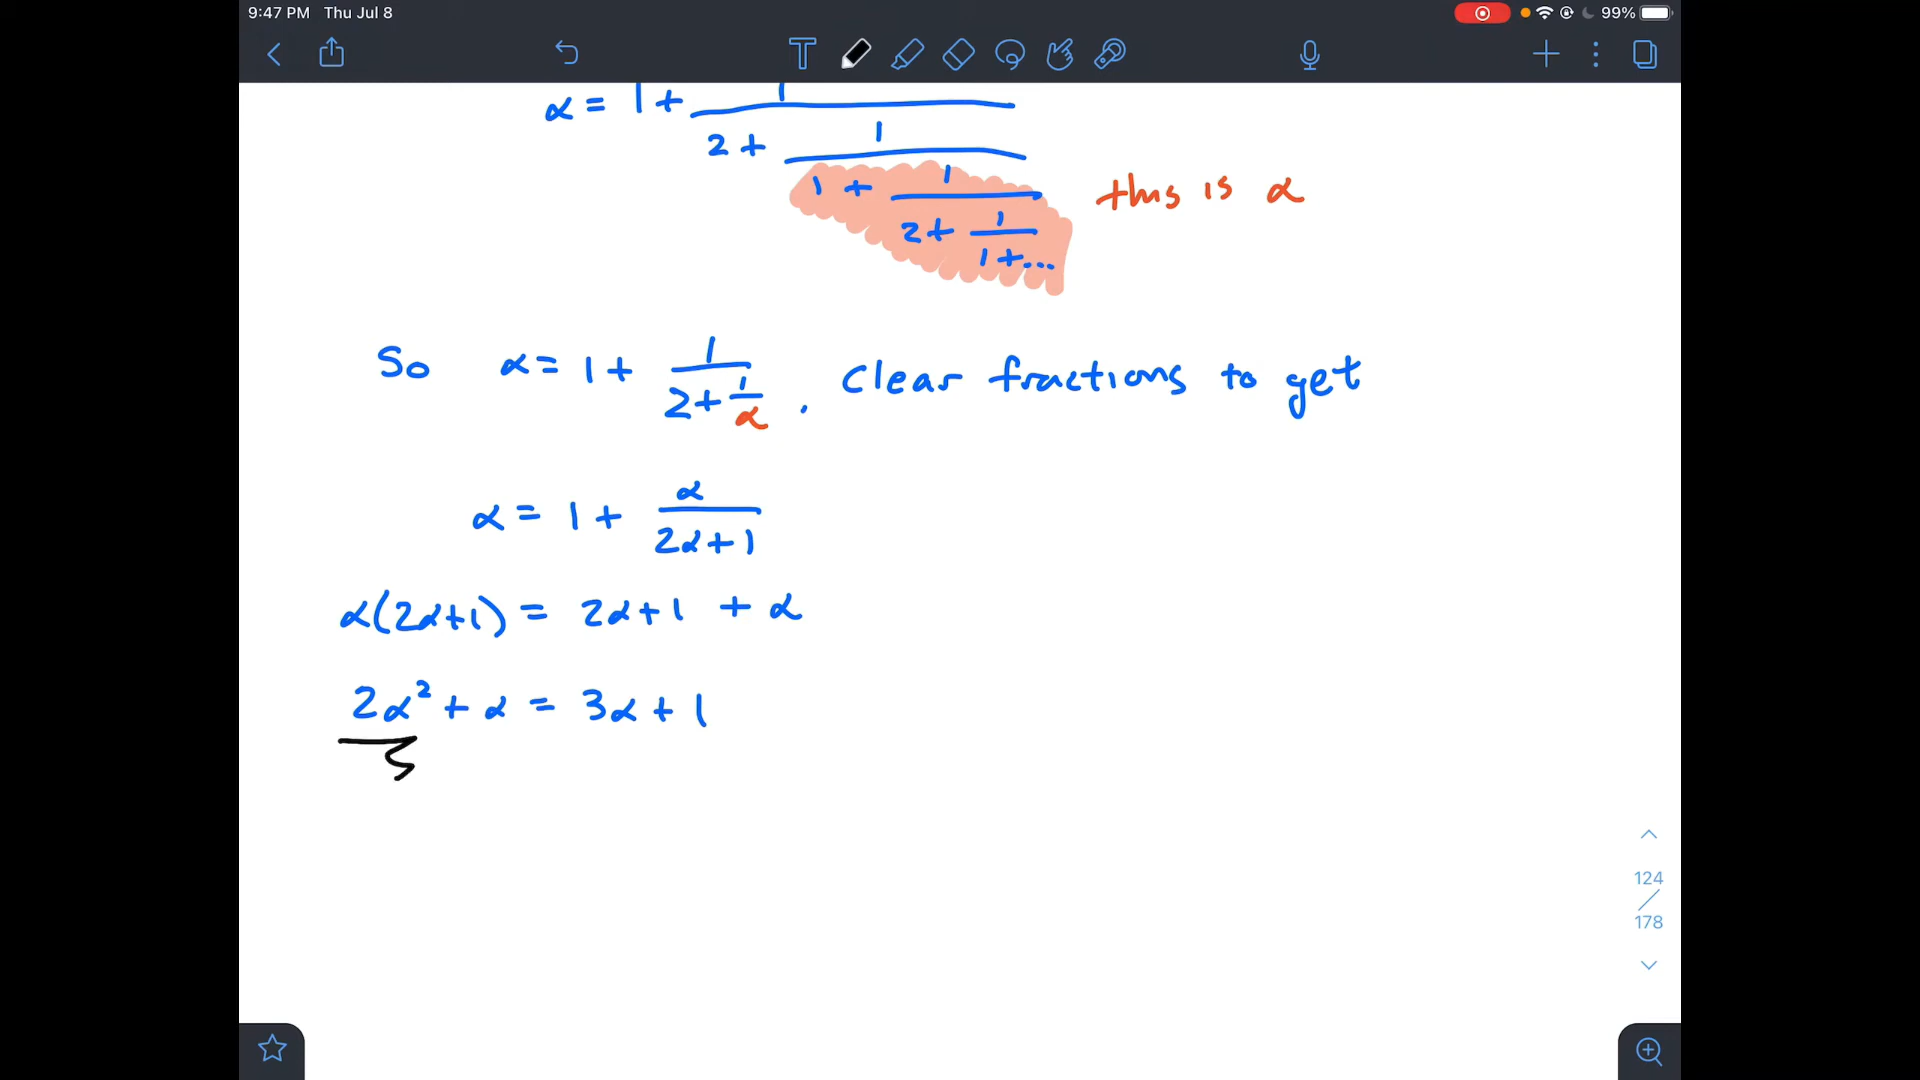 9:47 PM Thu Jul 8
99%
α = 1 + 1
2 + 1
1 + 1
2 + 1
1 + ...
this is α
So α = 1 + 1/(2 + 1/α) . Clear fractions to get
α = 1 + α/(2α+1)
α(2α+1) = 2α+1 + α
2α² + α = 3α + 1
124
178